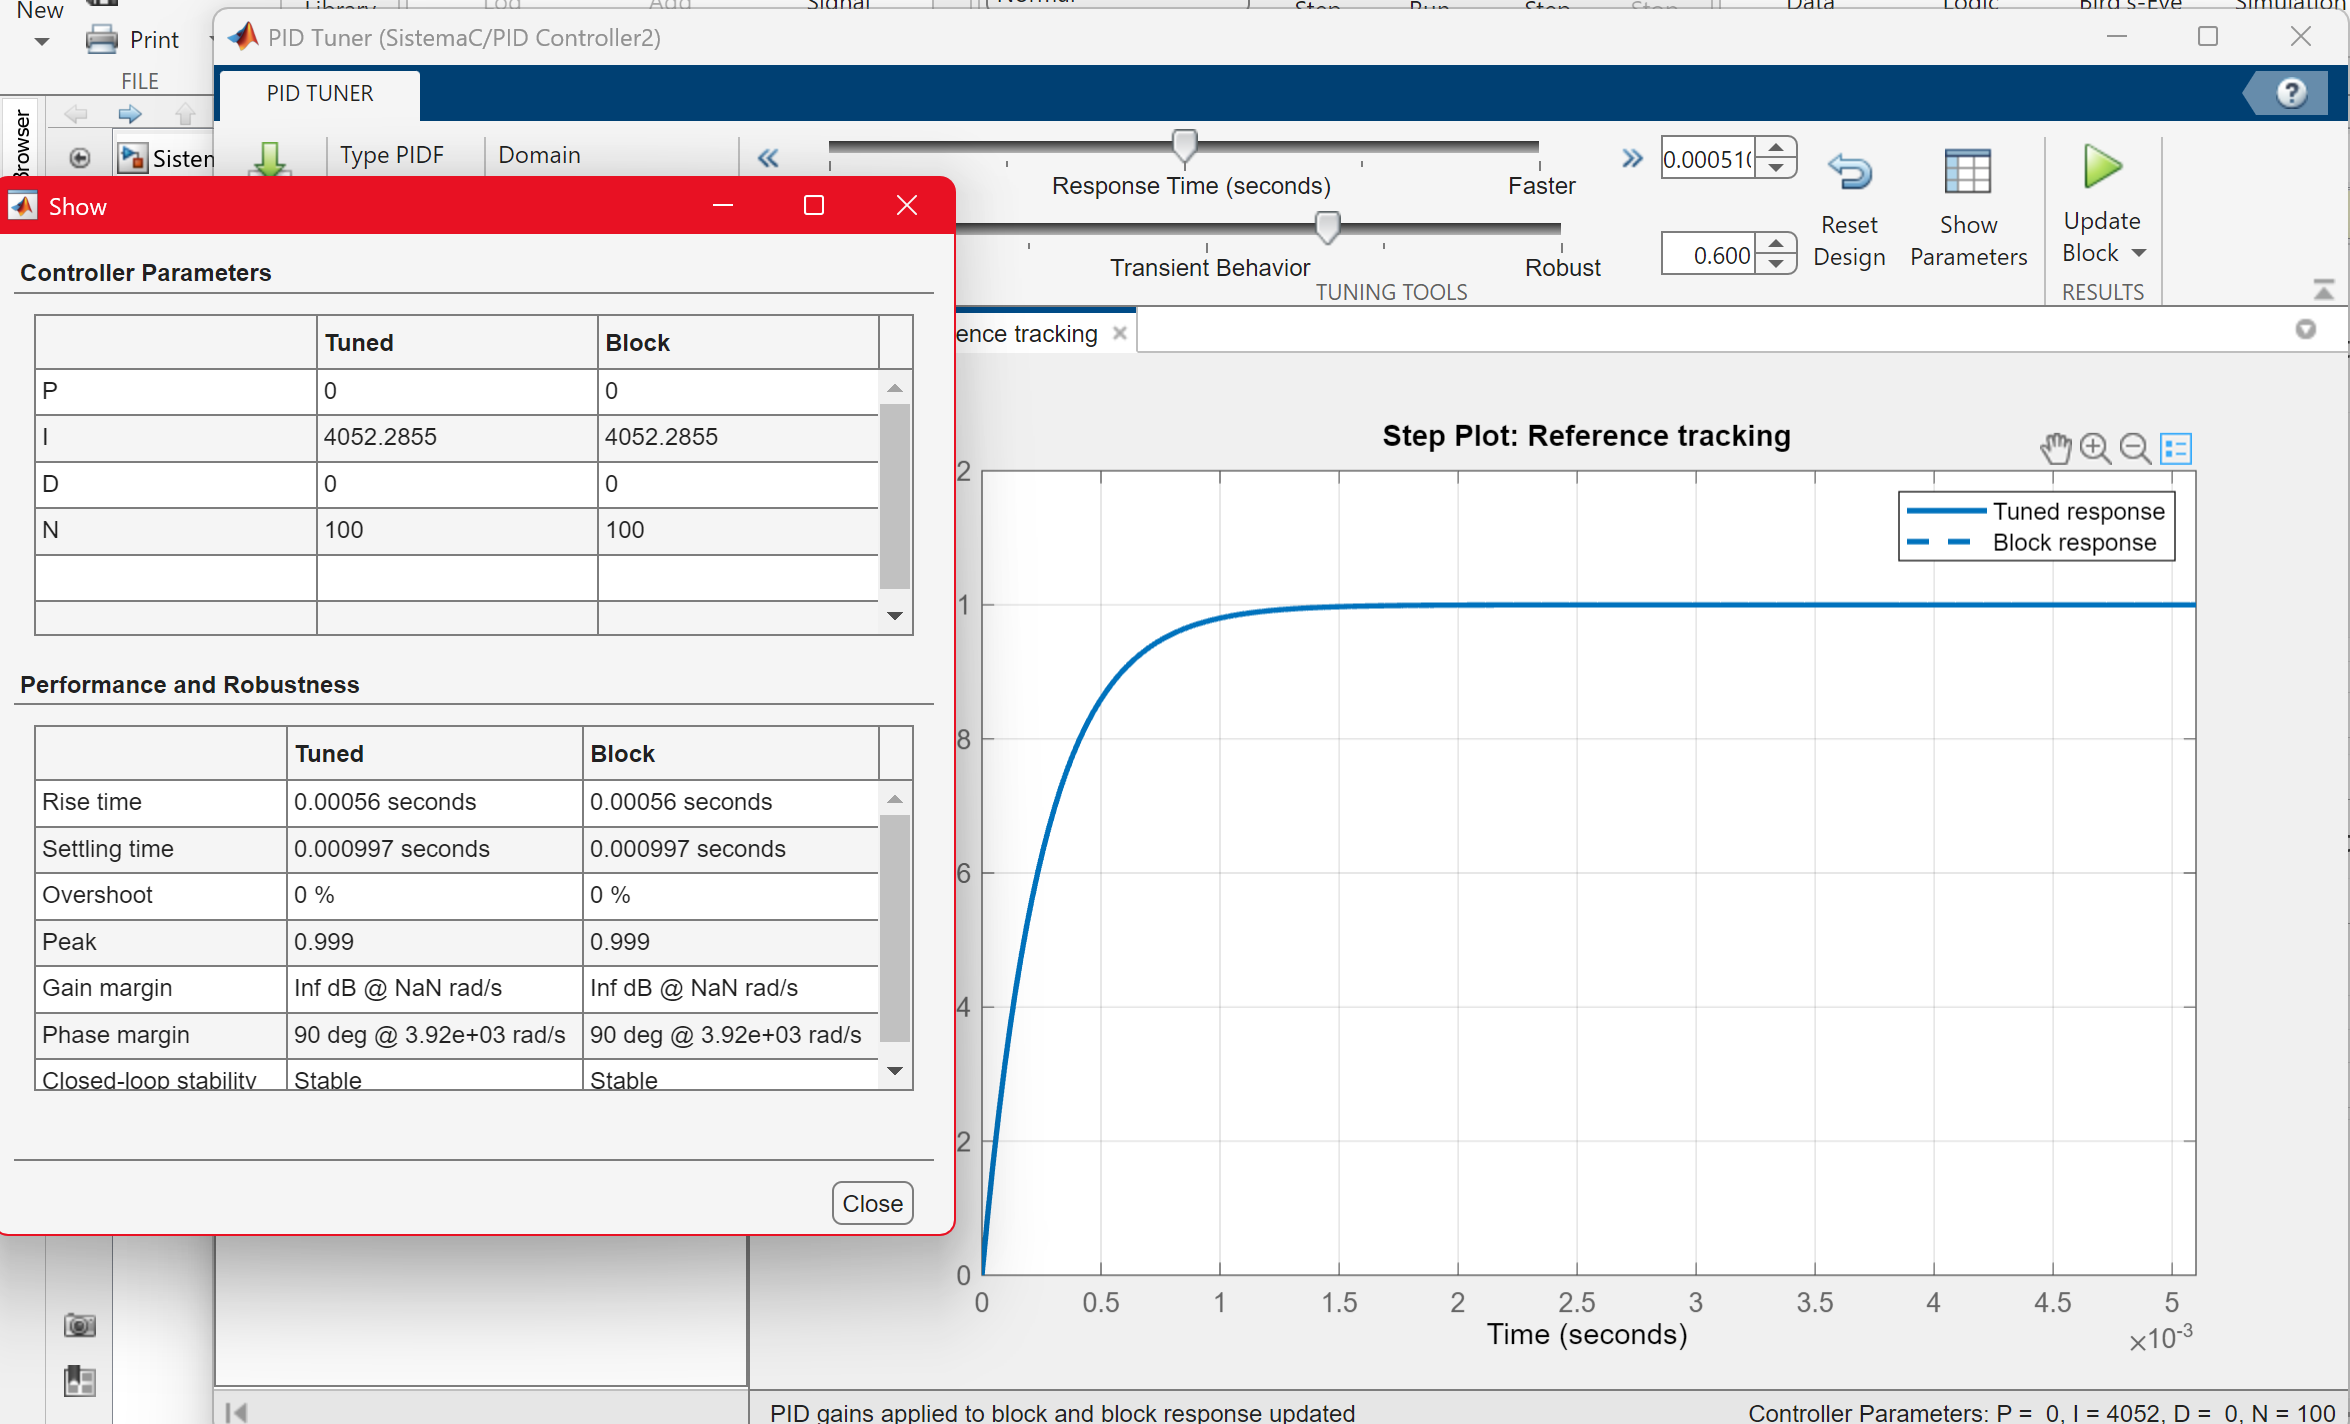 New
Print
FILE
Browser
Sisten
PID Tuner (SistemaC/PID Controller2)
PID TUNER
Type PIDF
Domain
Response Time (seconds)
Faster
0.00051
Transient Behavior
Robust
0.600
TUNING TOOLS
Reset Design
Show Parameters
Update Block
RESULTS
Show
Controller Parameters
Tuned Block
P 0 0
I 4052.2855 4052.2855
D 0 0
N 100 100
Performance and Robustness
Tuned Block
Rise time 0.00056 seconds 0.00056 seconds
Settling time 0.000997 seconds 0.000997 seconds
Overshoot 0 % 0 %
Peak 0.999 0.999
Gain margin Inf dB @ NaN rad/s Inf dB @ NaN rad/s
Phase margin 90 deg @ 3.92e+03 rad/s 90 deg @ 3.92e+03 rad/s
Closed-loop stability Stable Stable
Close
ence tracking
Step Plot: Reference tracking
Tuned response
Block response
2
1
8
6
4
2
0
0 0.5 1 1.5 2 2.5 3 3.5 4 4.5 5
Time (seconds)
×10-3
PID gains applied to block and block response updated
Controller Parameters: P = 0, I = 4052, D = 0, N = 100